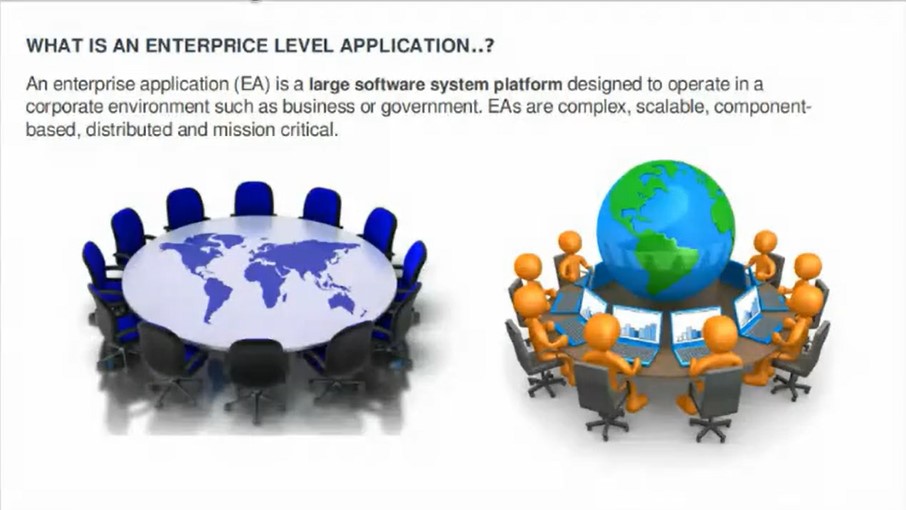 WHAT IS AN ENTERPRICE LEVEL APPLICATION..?
An enterprise application (EA) is a large software system platform designed to operate in a
corporate environment such as business or government. EAs are complex, scalable, component-
based, distributed and mission critical.